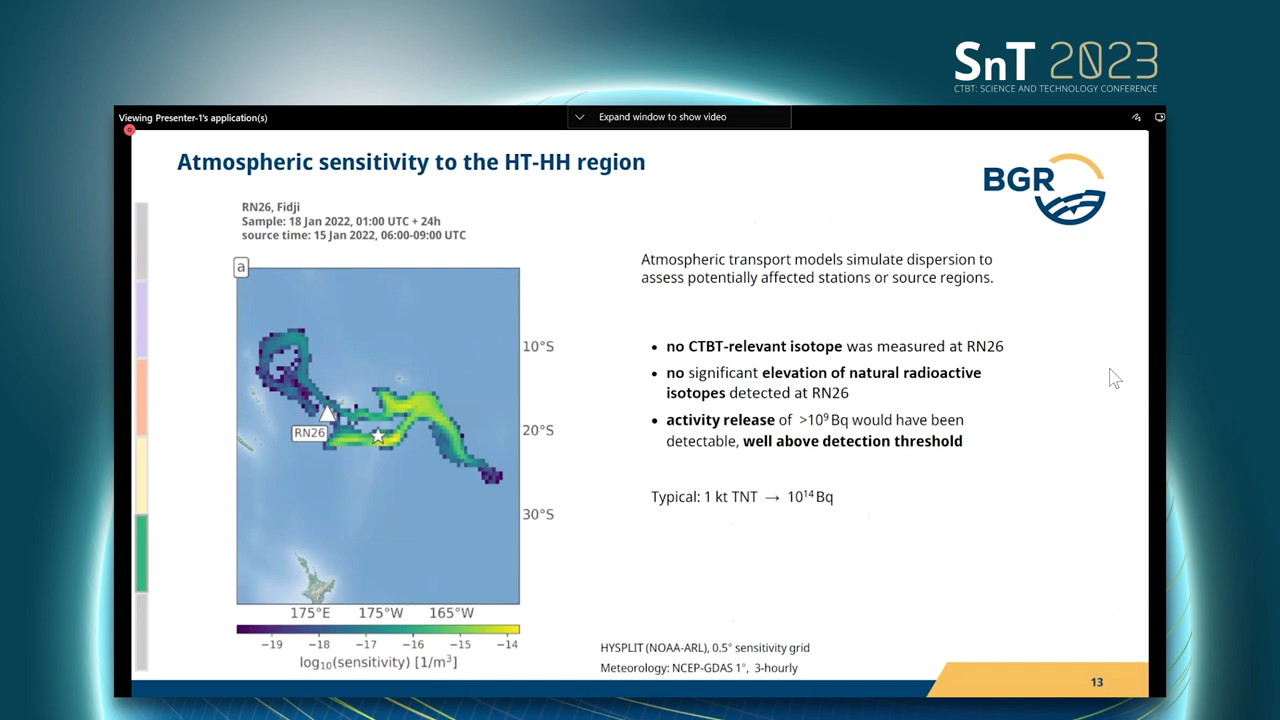 SnT 2023
CTBT: SCIENCE AND TECHNOLOGY CONFERENCE
Viewing Presenter-1's application(s)
Expand window to show video
Atmospheric sensitivity to the HT-HH region
BGR
RN26, Fidji
Sample: 18 Jan 2022, 01:00 UTC + 24h
source time: 15 Jan 2022, 06:00-09:00 UTC
a
10°S
RN26
20°S
30°S
175°E 175°W 165°W
−19 −18 −17 −16 −15 −14
log₁₀(sensitivity) [1/m³]
Atmospheric transport models simulate dispersion to
assess potentially affected stations or source regions.
• no CTBT-relevant isotope was measured at RN26
• no significant elevation of natural radioactive
isotopes detected at RN26
• activity release of >10⁹ Bq would have been
detectable, well above detection threshold
Typical: 1 kt TNT → 10¹⁴ Bq
HYSPLIT (NOAA-ARL), 0.5° sensitivity grid
Meteorology: NCEP-GDAS 1°, 3-hourly
13